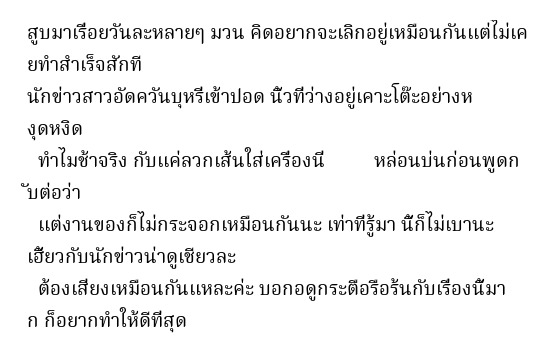 สูบมาเรื่อยวันละหลายๆ มวน คิดอยากจะเลิกอยู่เหมือนกันแต่ไม่เค
ยทำสำเร็จสักที
นักข่าวสาวอัดควันบุหรี่เข้าปอด นิ้วที่ว่างอยู่เคาะโต๊ะอย่างห
งุดหงิด
ทำไมช้าจริง กับแค่ลวกเส้นใส่เครื่องนี่ หล่อนบ่นก่อนพูดก
ับต่อว่า
แต่งานของก็ไม่กระจอกเหมือนกันนะ เท่าที่รู้มา นี่ก็ไม่เบานะ
เฮี้ยวกับนักข่าวน่าดูเชียวละ
ต้องเสี่ยงเหมือนกันแหละค่ะ บอกอดูกระตือรือร้นกับเรื่องนี้มา
ก ก็อยากทำให้ดีที่สุด